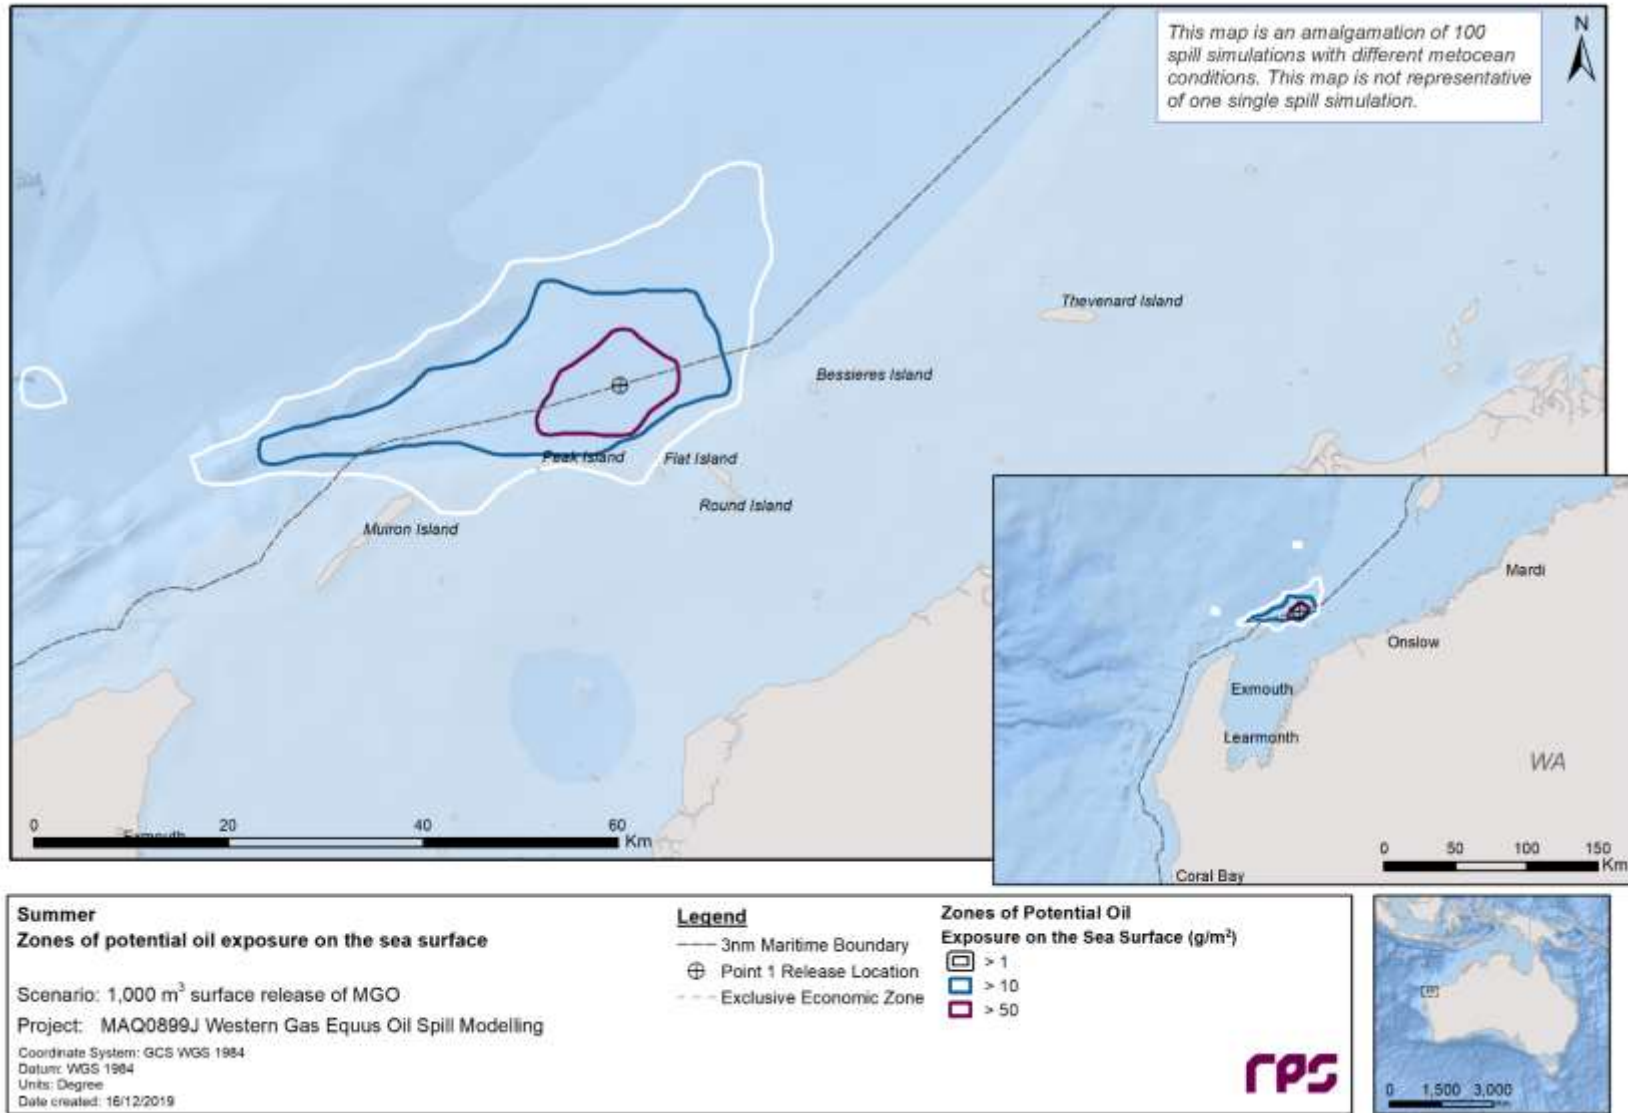 This map is an amalgamation of 100
spill simulations with different metocean
conditions. This map is not representative
of one single spill simulation.
N
Thevenard Island
Bessieres Island
Peak Island
Flat Island
Round Island
Muiron Island
Mardi
Onslow
Exmouth
Learmonth
WA
Coral Bay
0 50 100 150
Km
0 20 40 60
Km
Exmouth
Summer
Zones of potential oil exposure on the sea surface
Scenario: 1,000 m³ surface release of MGO
Project: MAQ0899J Western Gas Equus Oil Spill Modelling
Coordinate System: GCS WGS 1984
Datum: WGS 1984
Units: Degree
Date created: 16/12/2019
Legend
3nm Maritime Boundary
Point 1 Release Location
Exclusive Economic Zone
Zones of Potential Oil
Exposure on the Sea Surface (g/m²)
> 1
> 10
> 50
rps
0 1,500 3,000